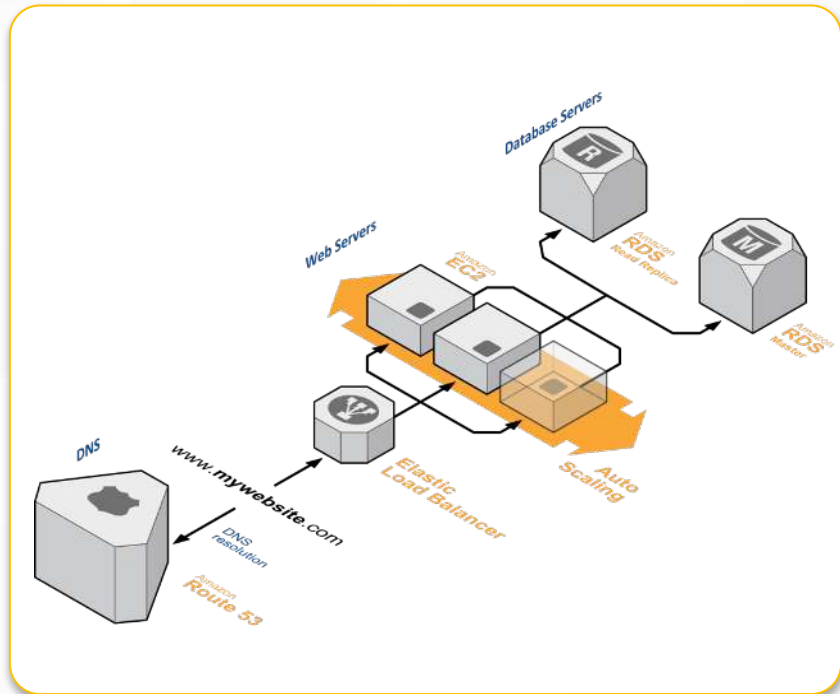 Database Servers
R
Amazon
RDS
Read Replica
M
Amazon
RDS
Master
Web Servers
Amazon
EC2
Auto
Scaling
Elastic
Load Balancer
www.mywebsite.com
DNS
resolution
DNS
Amazon
Route 53